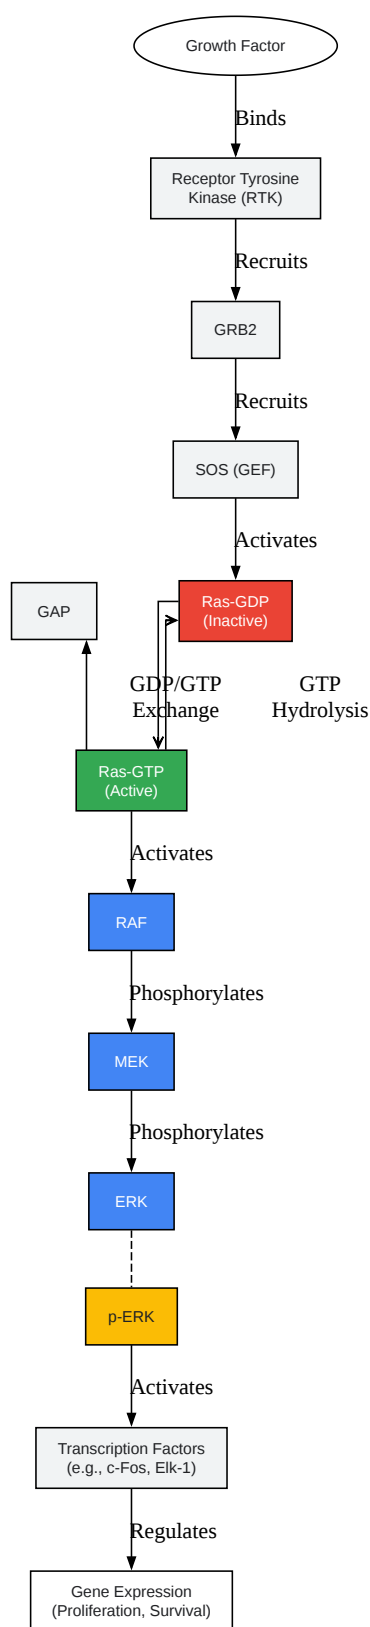 Growth Factor
Binds
Receptor Tyrosine
Kinase (RTK)
Recruits
GRB2
Recruits
SOS (GEF)
Activates
GAP
Ras-GDP
(Inactive)
GDP/GTP
Exchange
GTP
Hydrolysis
Ras-GTP
(Active)
Activates
RAF
Phosphorylates
MEK
Phosphorylates
ERK
p-ERK
Activates
Transcription Factors
(e.g., c-Fos, Elk-1)
Regulates
Gene Expression
(Proliferation, Survival)